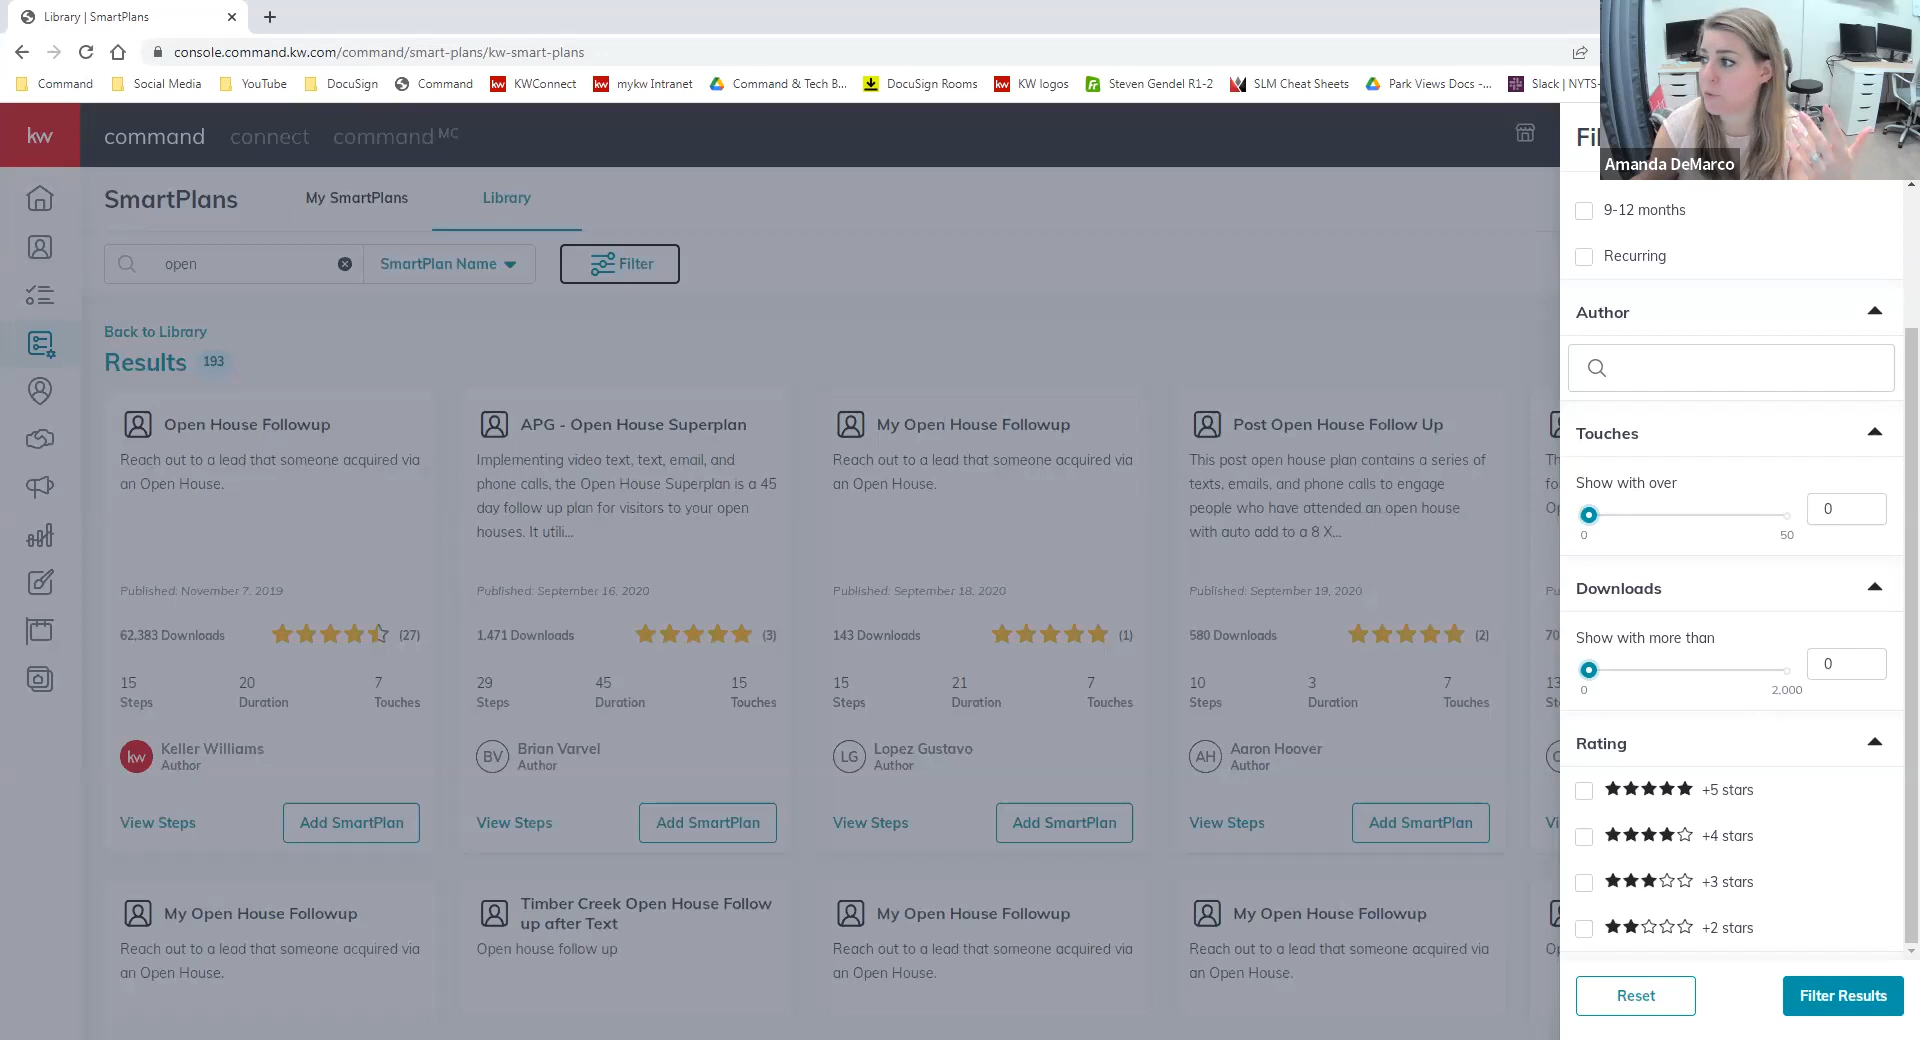 Library | SmartPlans
console.command.kw.com/command/smart-plans/kw-smart-plans
Command
Social Media
YouTube
DocuSign
Command
kw KWConnect
kw mykw Intranet
Command & Tech B...
DocuSign Rooms
kw KW logos
Steven Gendel R1-2
SLM Cheat Sheets
Park Views Docs -...
Slack | NYTS-
Amanda DeMarco
kw
command
connect
command MC
SmartPlans
My SmartPlans
Library
open
SmartPlan Name
Filter
Back to Library
Results 193
Open House Followup
Reach out to a lead that someone acquired via
an Open House.
Published: November 7, 2019
62,383 Downloads
(27)
15 20 7
Steps Duration Touches
kw Keller Williams
Author
View Steps
Add SmartPlan
APG - Open House Superplan
Implementing video text, text, email, and
phone calls, the Open House Superplan is a 45
day follow up plan for visitors to your open
houses. It utili...
Published: September 16, 2020
1,471 Downloads
(3)
29 45 15
Steps Duration Touches
BV Brian Varvel
Author
View Steps
Add SmartPlan
My Open House Followup
Reach out to a lead that someone acquired via
an Open House.
Published: September 18, 2020
143 Downloads
(1)
15 21 7
Steps Duration Touches
LG Lopez Gustavo
Author
View Steps
Add SmartPlan
Post Open House Follow Up
This post open house plan contains a series of
texts, emails, and phone calls to engage
people who have attended an open house
with auto add to a 8 X...
Published: September 19, 2020
580 Downloads
(2)
10 3 7
Steps Duration Touches
AH Aaron Hoover
Author
View Steps
Add SmartPlan
My Open House Followup
Reach out to a lead that someone acquired via
an Open House.
Timber Creek Open House Follow
up after Text
Open house follow up
My Open House Followup
Reach out to a lead that someone acquired via
an Open House.
My Open House Followup
Reach out to a lead that someone acquired via
an Open House.
9-12 months
Recurring
Author
Touches
Show with over
0
0 50
Downloads
Show with more than
0
0 2,000
Rating
+5 stars
+4 stars
+3 stars
+2 stars
Reset
Filter Results